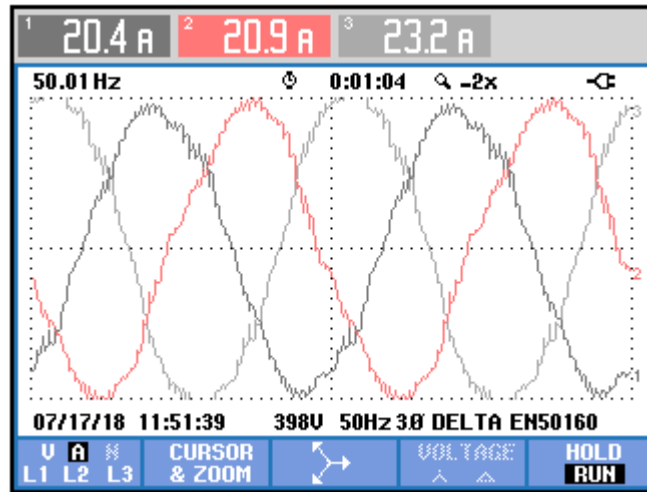 1 20.4 A 2 20.9 A 3 23.2 A
50.01 Hz 0:01:04 -2x
3
2
1
07/17/18 11:51:39 398V 50Hz 3Ø DELTA EN50160
V A N CURSOR VOLTAGE HOLD
L1 L2 L3 & ZOOM RUN